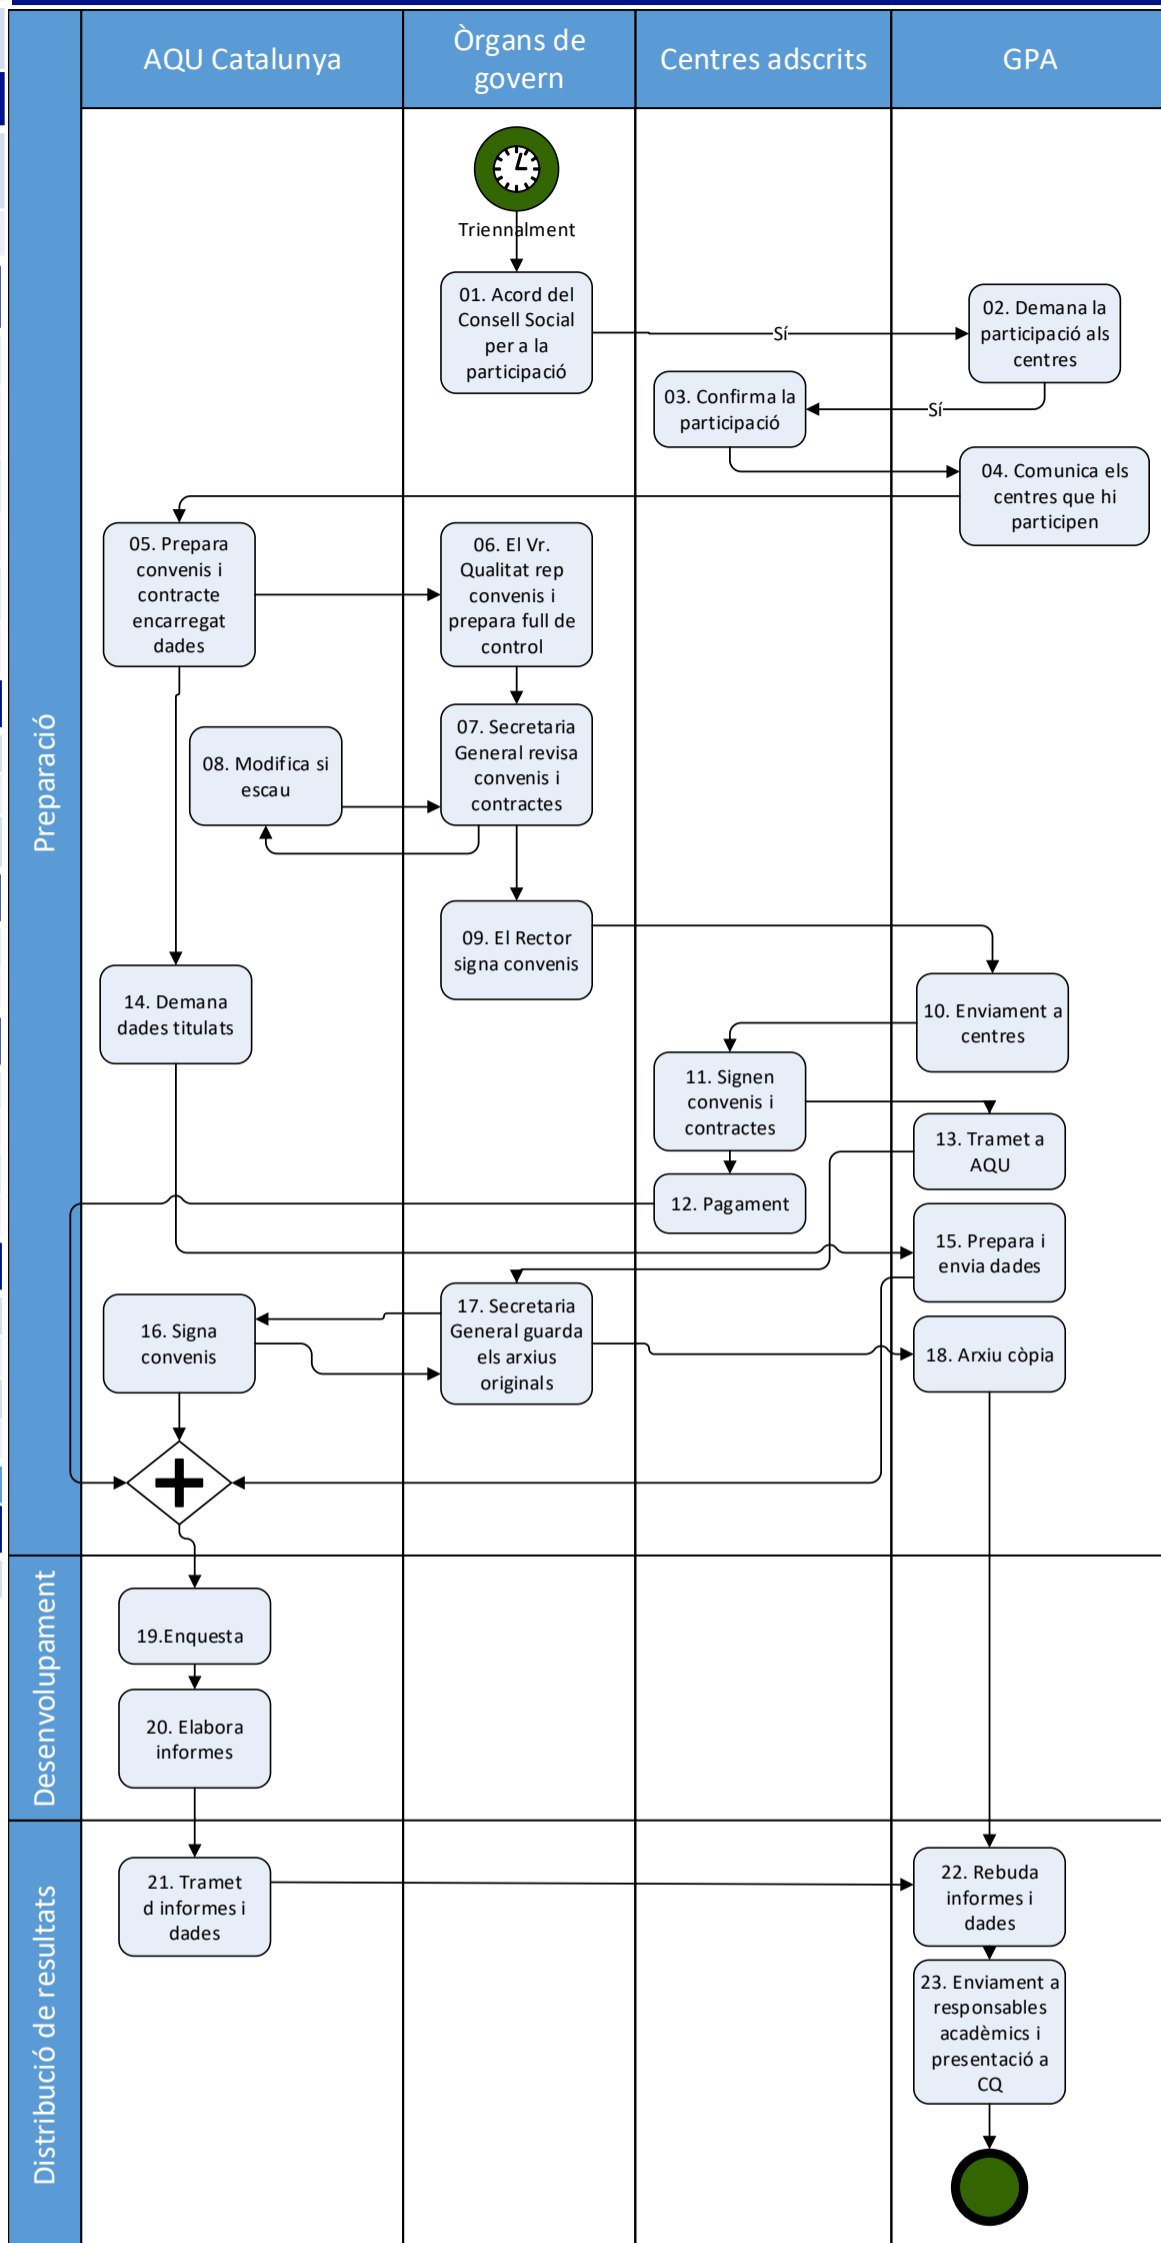 AQU Catalunya
Òrgans de
govern
Centres adscrits
GPA
Preparació
Triennalment
01. Acord del
Consell Social
per a la
participació
Sí
02. Demana la
participació als
centres
Sí
03. Confirma la
participació
04. Comunica els
centres que hi
participen
05. Prepara
convenis i
contracte
encarregat
dades
06. El Vr.
Qualitat rep
convenis i
prepara full de
control
07. Secretaria
General revisa
convenis i
contractes
08. Modifica si
escau
09. El Rector
signa convenis
10. Enviament a
centres
14. Demana
dades titulats
11. Signen
convenis i
contractes
13. Tramet a
AQU
12. Pagament
15. Prepara i
envia dades
16. Signa
convenis
17. Secretaria
General guarda
els arxius
originals
18. Arxiu còpia
Desenvolupament
19.Enquesta
20. Elabora
informes
Distribució de resultats
21. Tramet
d informes i
dades
22. Rebuda
informes i
dades
23. Enviament a
responsables
acadèmics i
presentació a
CQ